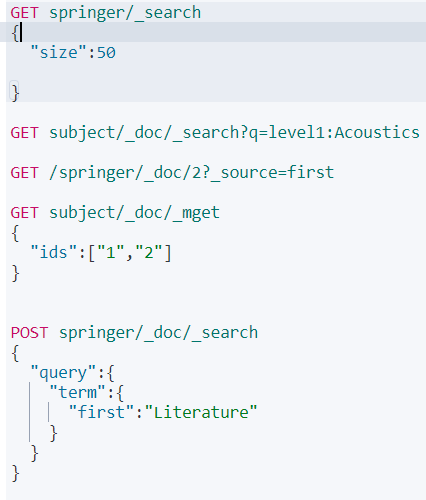 GET springer/_search
{
  "size":50
}
GET subject/_doc/_search?q=level1:Acoustics
GET /springer/_doc/2?_source=first
GET subject/_doc/_mget
{
  "ids":["1","2"]
}
POST springer/_doc/_search
{
  "query":{
    "term":{
      "first":"Literature"
    }
  }
}